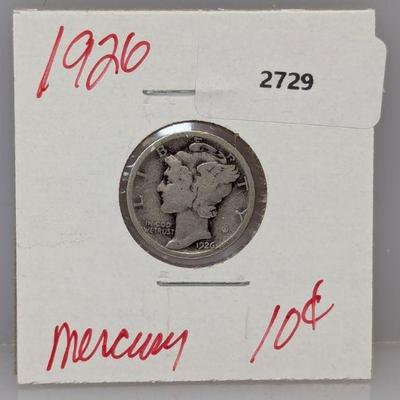 1926
2729
LIBERTY
IN GOD
WE TRUST
1926
Mercury 10¢